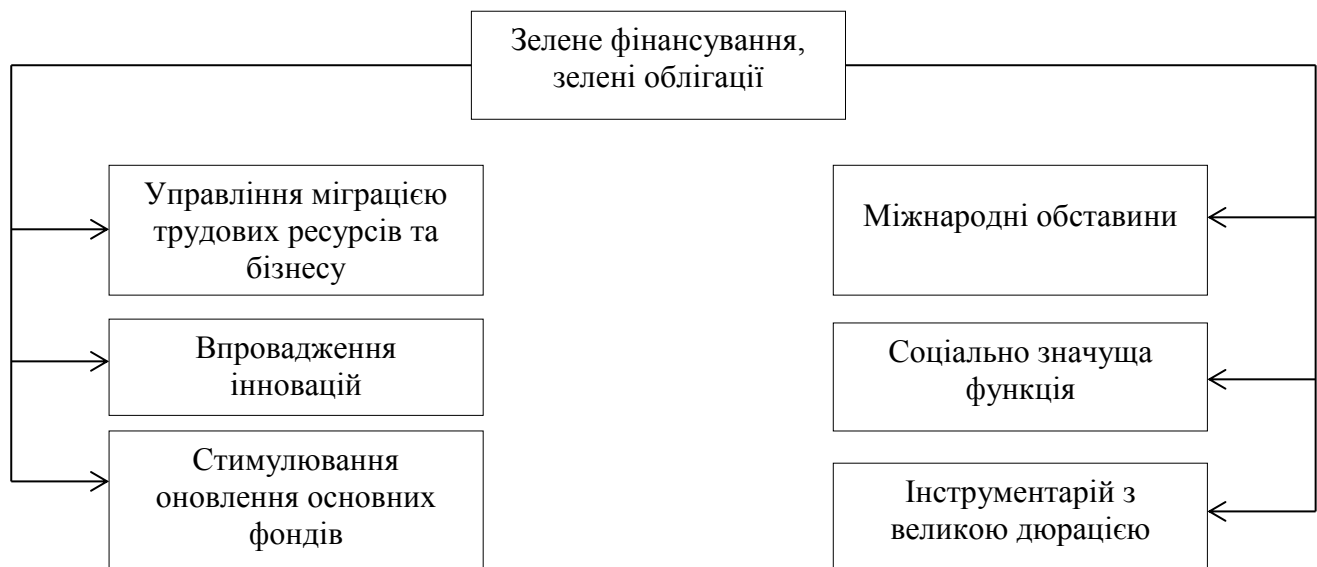 Зелене фінансування,
зелені облігації
Управління міграцією
трудових ресурсів та
бізнесу
Впровадження
інновацій
Стимулювання
оновлення основних
фондів
Міжнародні обставини
Соціально значуща
функція
Інструментарій з
великою дюрацією